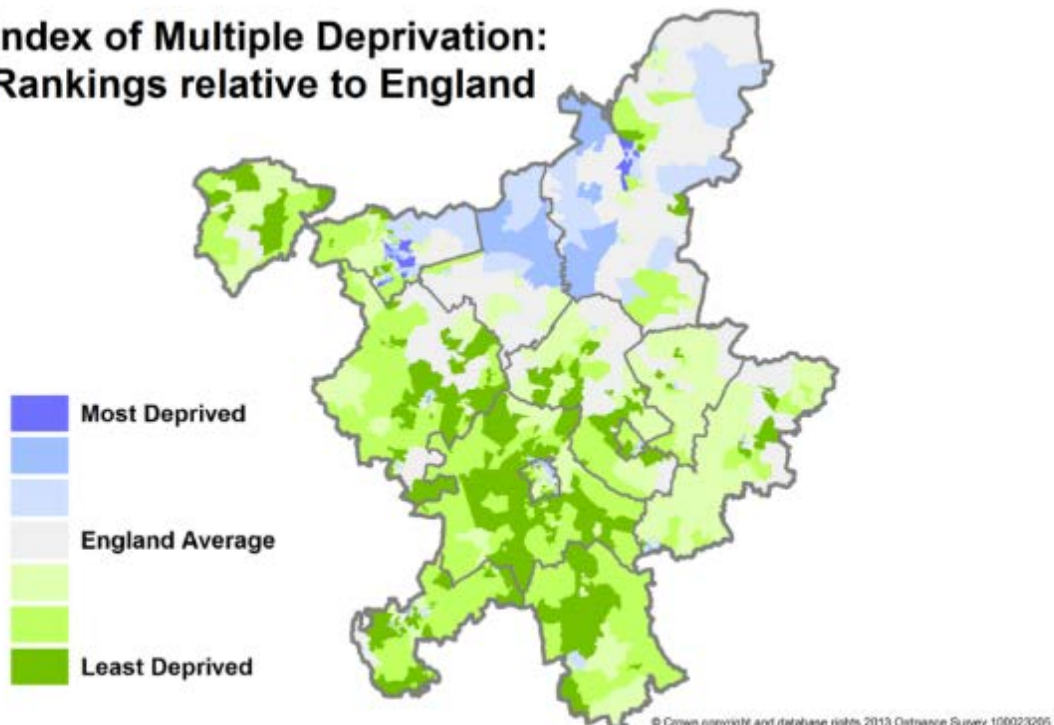 ndex of Multiple Deprivation:
Rankings relative to England
Most Deprived
England Average
Least Deprived
© Crown copyright and database rights 2013 Ordnance Survey 100023205